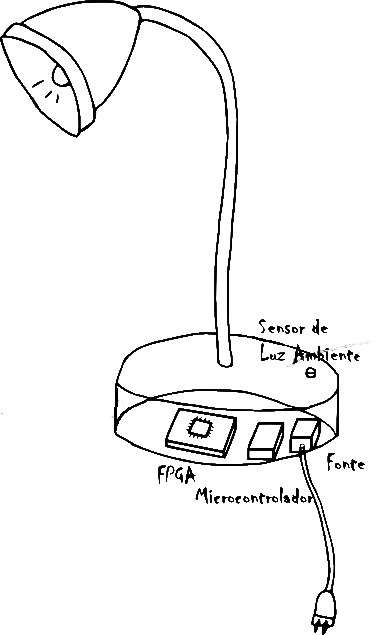 Sensor de
Luz Ambiente
Fonte
FPGA
Microcontrolador